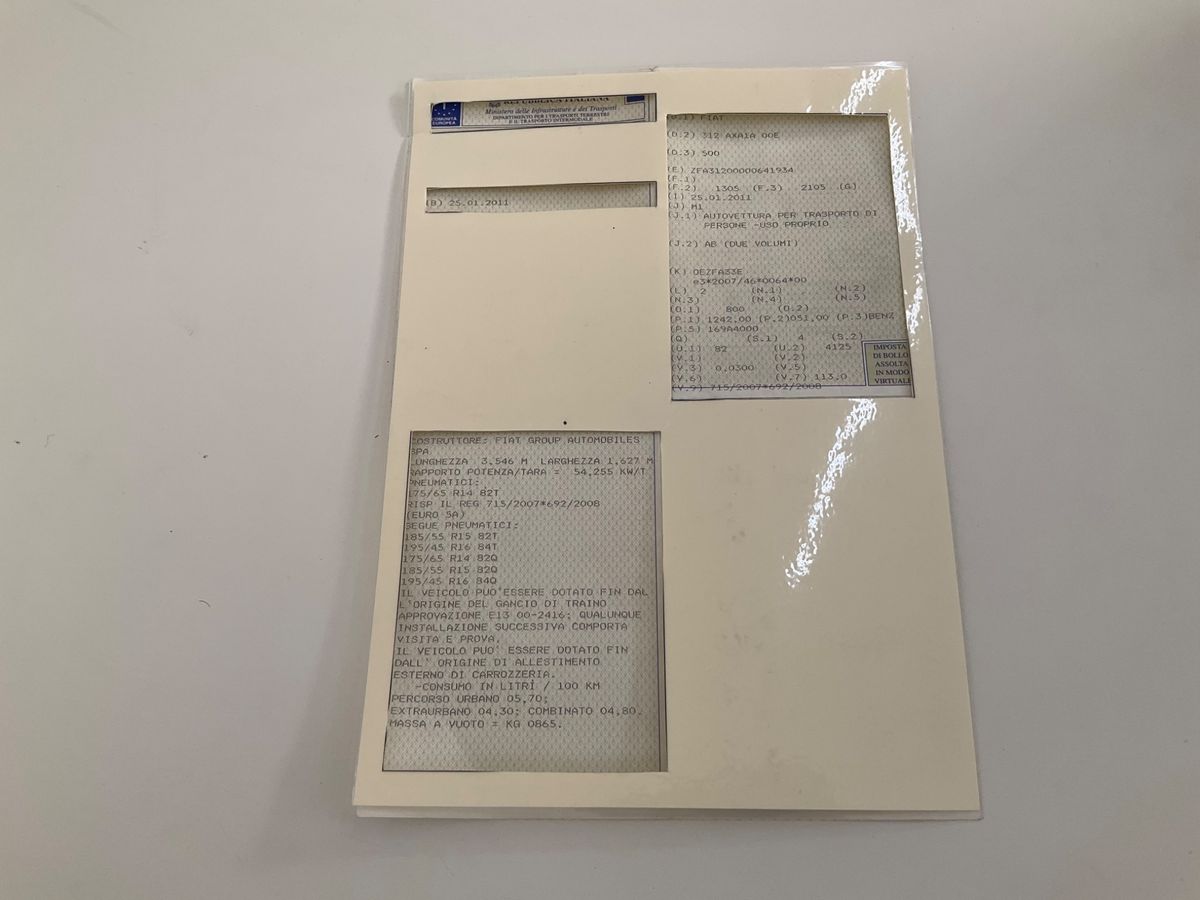 COMUNITÀ
EUROPEA
REPUBBLICA ITALIANA
Ministero delle Infrastrutture e dei Trasporti
DIPARTIMENTO PER I TRASPORTI TERRESTRI
E IL TRASPORTO INTERMODALE
(B) 25.01.2011
(D.1) FIAT
(D.2) 312 AXA1A 00E
(D.3) 500
(E) ZFA31200000641934
(F.1)
(F.2) 1305 (F.3) 2105 (G)
(I) 25.01.2011
(J) M1
(J.1) AUTOVETTURA PER TRASPORTO DI
PERSONE -USO PROPRIO
(J.2) AB (DUE VOLUMI)
(K) OEZFA33E
e3*2007/46*0064*00
(L) 2 (N.1) (N.2)
(N.3) (N.4) (N.5)
(O.1) 800 (O.2)
(P.1) 1242,00 (P.2)051,00 (P.3)BENZ
(P.5) 169A4000
(Q) (S.1) 4 (S.2)
(U.1) 82 (U.2) 4125
(V.1) (V.2)
(V.3) 0,0300 (V.5)
(V.6) (V.7) 113,0
(V.9) 715/2007*692/2008
IMPOSTA
DI BOLLO
ASSOLTA
IN MODO
VIRTUALE
COSTRUTTORE: FIAT GROUP AUTOMOBILES
SPA
LUNGHEZZA 3,546 M LARGHEZZA 1,627 M
RAPPORTO POTENZA/TARA = 54,255 KW/T
PNEUMATICI:
175/65 R14 82T
RISP IL REG 715/2007*692/2008
(EURO 5A)
SEGUE PNEUMATICI:
185/55 R15 82T
195/45 R16 84T
175/65 R14 82Q
185/55 R15 82Q
195/45 R16 84Q
IL VEICOLO PUO'ESSERE DOTATO FIN DAL
L'ORIGINE DEL GANCIO DI TRAINO
APPROVAZIONE E13 00-2416; QUALUNQUE
INSTALLAZIONE SUCCESSIVA COMPORTA
VISITA E PROVA.
IL VEICOLO PUO' ESSERE DOTATO FIN
DALL' ORIGINE DI ALLESTIMENTO
ESTERNO DI CARROZZERIA.
-CONSUMO IN LITRI / 100 KM
PERCORSO URBANO 05,70;
EXTRAURBANO 04,30; COMBINATO 04,80.
MASSA A VUOTO = KG 0865.